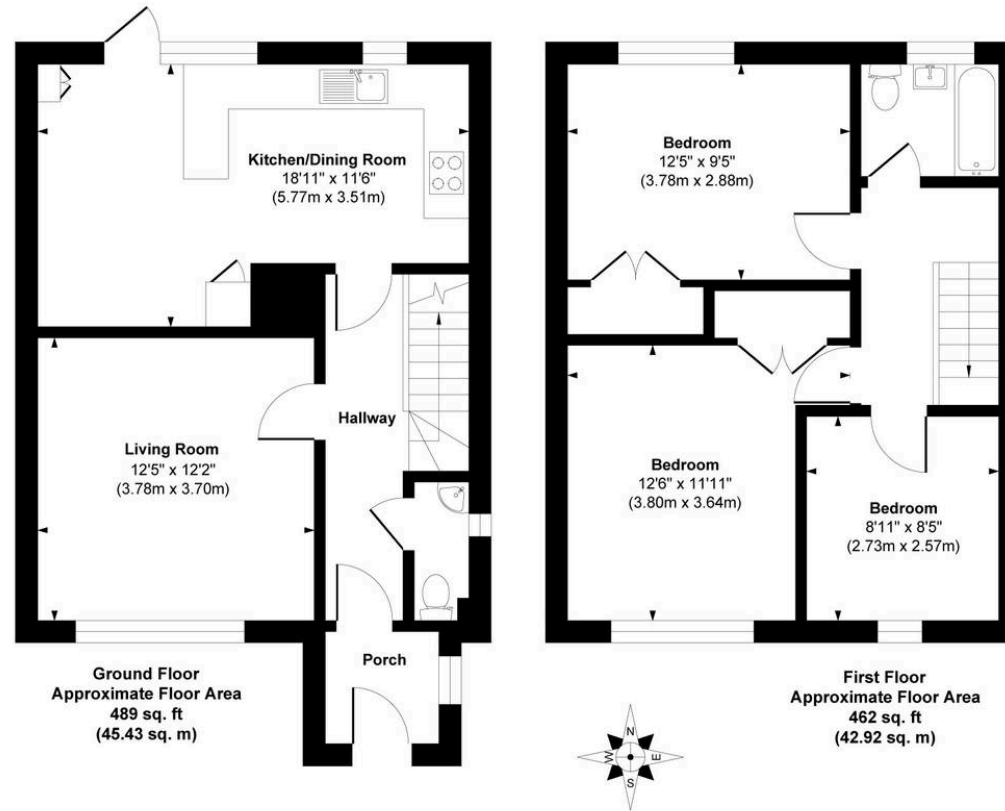 Kitchen/Dining Room
18'11" x 11'6"
(5.77m x 3.51m)
Living Room
12'5" x 12'2"
(3.78m x 3.70m)
Hallway
Porch
Ground Floor
Approximate Floor Area
489 sq. ft
(45.43 sq. m)
Bedroom
12'5" x 9'5"
(3.78m x 2.88m)
Bedroom
12'6" x 11'11"
(3.80m x 3.64m)
Bedroom
8'11" x 8'5"
(2.73m x 2.57m)
First Floor
Approximate Floor Area
462 sq. ft
(42.92 sq. m)
N
W E
S